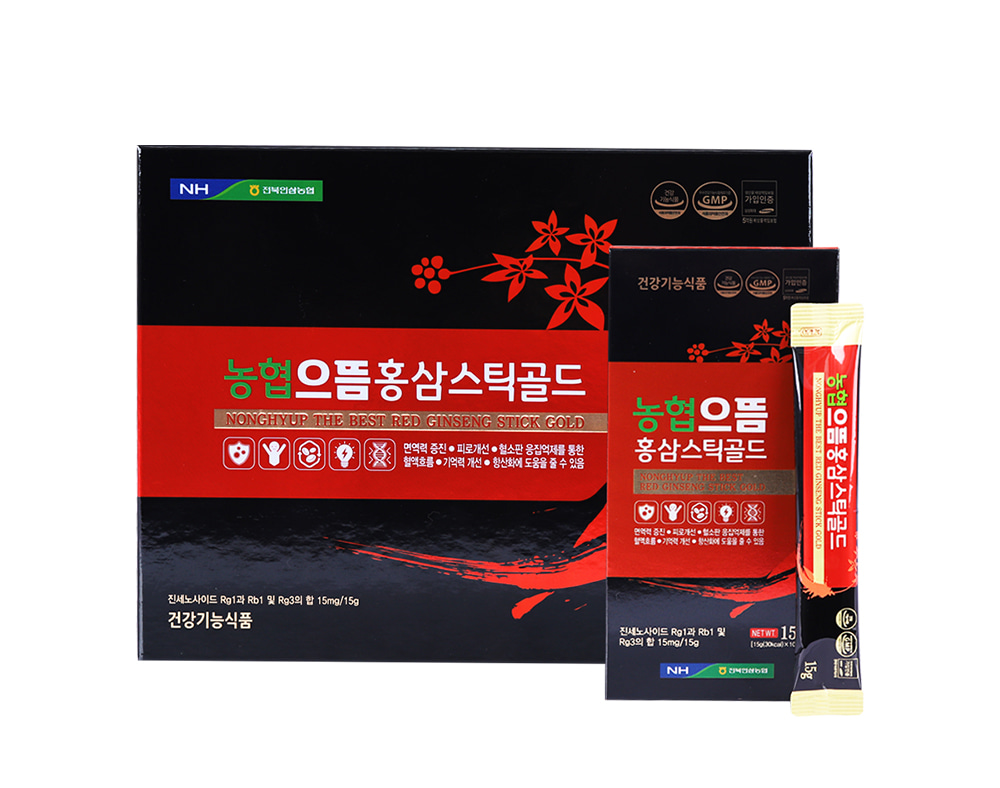 NH 전북인삼농협
건강
기능식품
GMP
가입인증
농협으뜸홍삼스틱골드
NONGHYUP THE BEST RED GINSENG STICK GOLD
면역력 증진 ● 피로개선 ● 혈소판 응집억제를 통한
혈액흐름 ● 기억력 개선 ● 항산화에 도움을 줄 수 있음
진세노사이드 Rg1과 Rb1 및 Rg3의 합 15mg/15g
건강기능식품
건강기능식품
GMP
가입인증
농협으뜸
홍삼스틱골드
NONGHYUP THE BEST
RED GINSENG STICK GOLD
면역력 증진 ● 피로개선 ● 혈소판 응집억제를 통한
혈액흐름 ● 기억력 개선 ● 항산화에 도움을 줄 수 있음
진세노사이드 Rg1과 Rb1 및
Rg3의 합 15mg/15g
NET WT. 15
[15g(30kcal)×10
NH 전북인삼농협
농협으뜸홍삼스틱골드
NONGHYUP THE BEST RED GINSENG STICK GOLD
15g